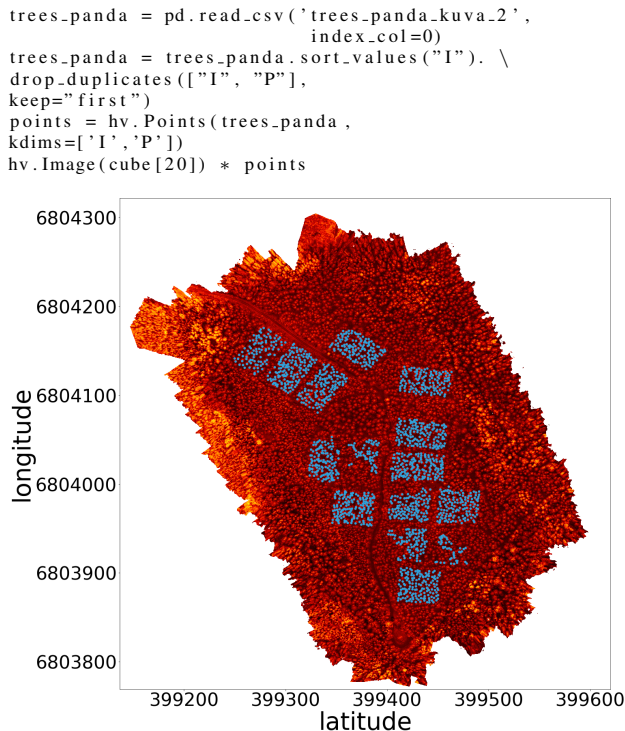 trees_panda = pd.read_csv('trees_panda_kuva_2',
index_col=0)
trees_panda = trees_panda.sort_values("I"). \
drop_duplicates(["I", "P"],
keep="first")
points = hv.Points(trees_panda,
kdims=['I','P'])
hv.Image(cube[20]) * points
6804300
6804200
6804100
6804000
6803900
6803800
longitude
399200 399300 399400 399500 399600
latitude